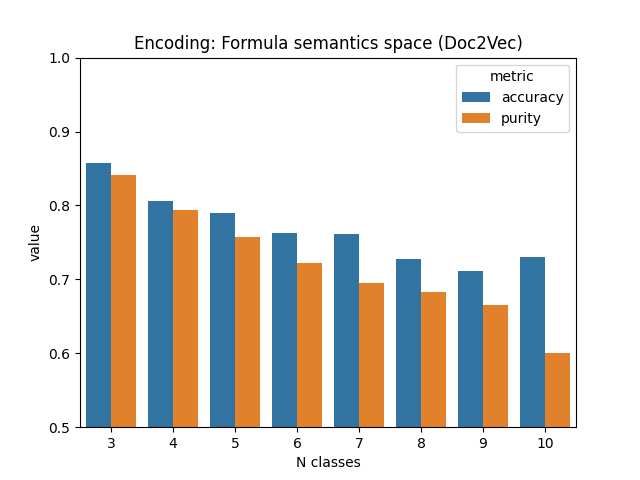 Encoding: Formula semantics space (Doc2Vec)
metric
accuracy
purity
value
1.0
0.9
0.8
0.7
0.6
0.5
3 4 5 6 7 8 9 10
N classes